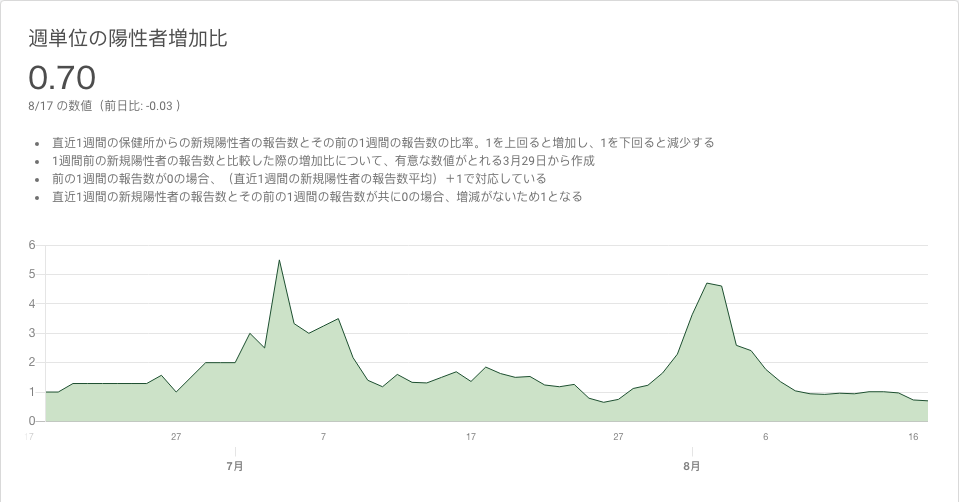 週単位の陽性者増加比
0.70
8/17 の数値（前日比: -0.03 ）
• 直近1週間の保健所からの新規陽性者の報告数とその前の1週間の報告数の比率。1を上回ると増加し、1を下回ると減少する
• 1週間前の新規陽性者の報告数と比較した際の増加比について、有意な数値がとれる3月29日から作成
• 前の1週間の報告数が0の場合、（直近1週間の新規陽性者の報告数平均）＋1で対応している
• 直近1週間の新規陽性者の報告数とその前の1週間の報告数が共に0の場合、増減がないため1となる
6
5
4
3
2
1
0
17 27 7 17 27 6 16
7月 8月